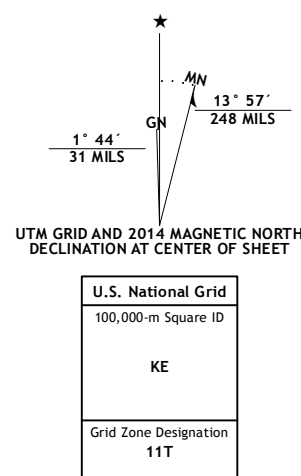 ★
MN
GN
13° 57´
248 MILS
1° 44´
31 MILS
UTM GRID AND 2014 MAGNETIC NORTH
DECLINATION AT CENTER OF SHEET
U.S. National Grid
100,000-m Square ID
KE
Grid Zone Designation
11T